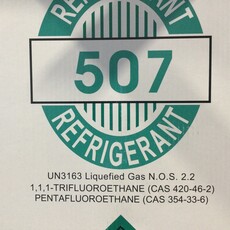 REFRIGERANT
507
REFRIGERANT
UN3163 Liquefied Gas N.O.S. 2.2
1,1,1-TRIFLUOROETHANE (CAS 420-46-2)
PENTAFLUOROETHANE (CAS 354-33-6)